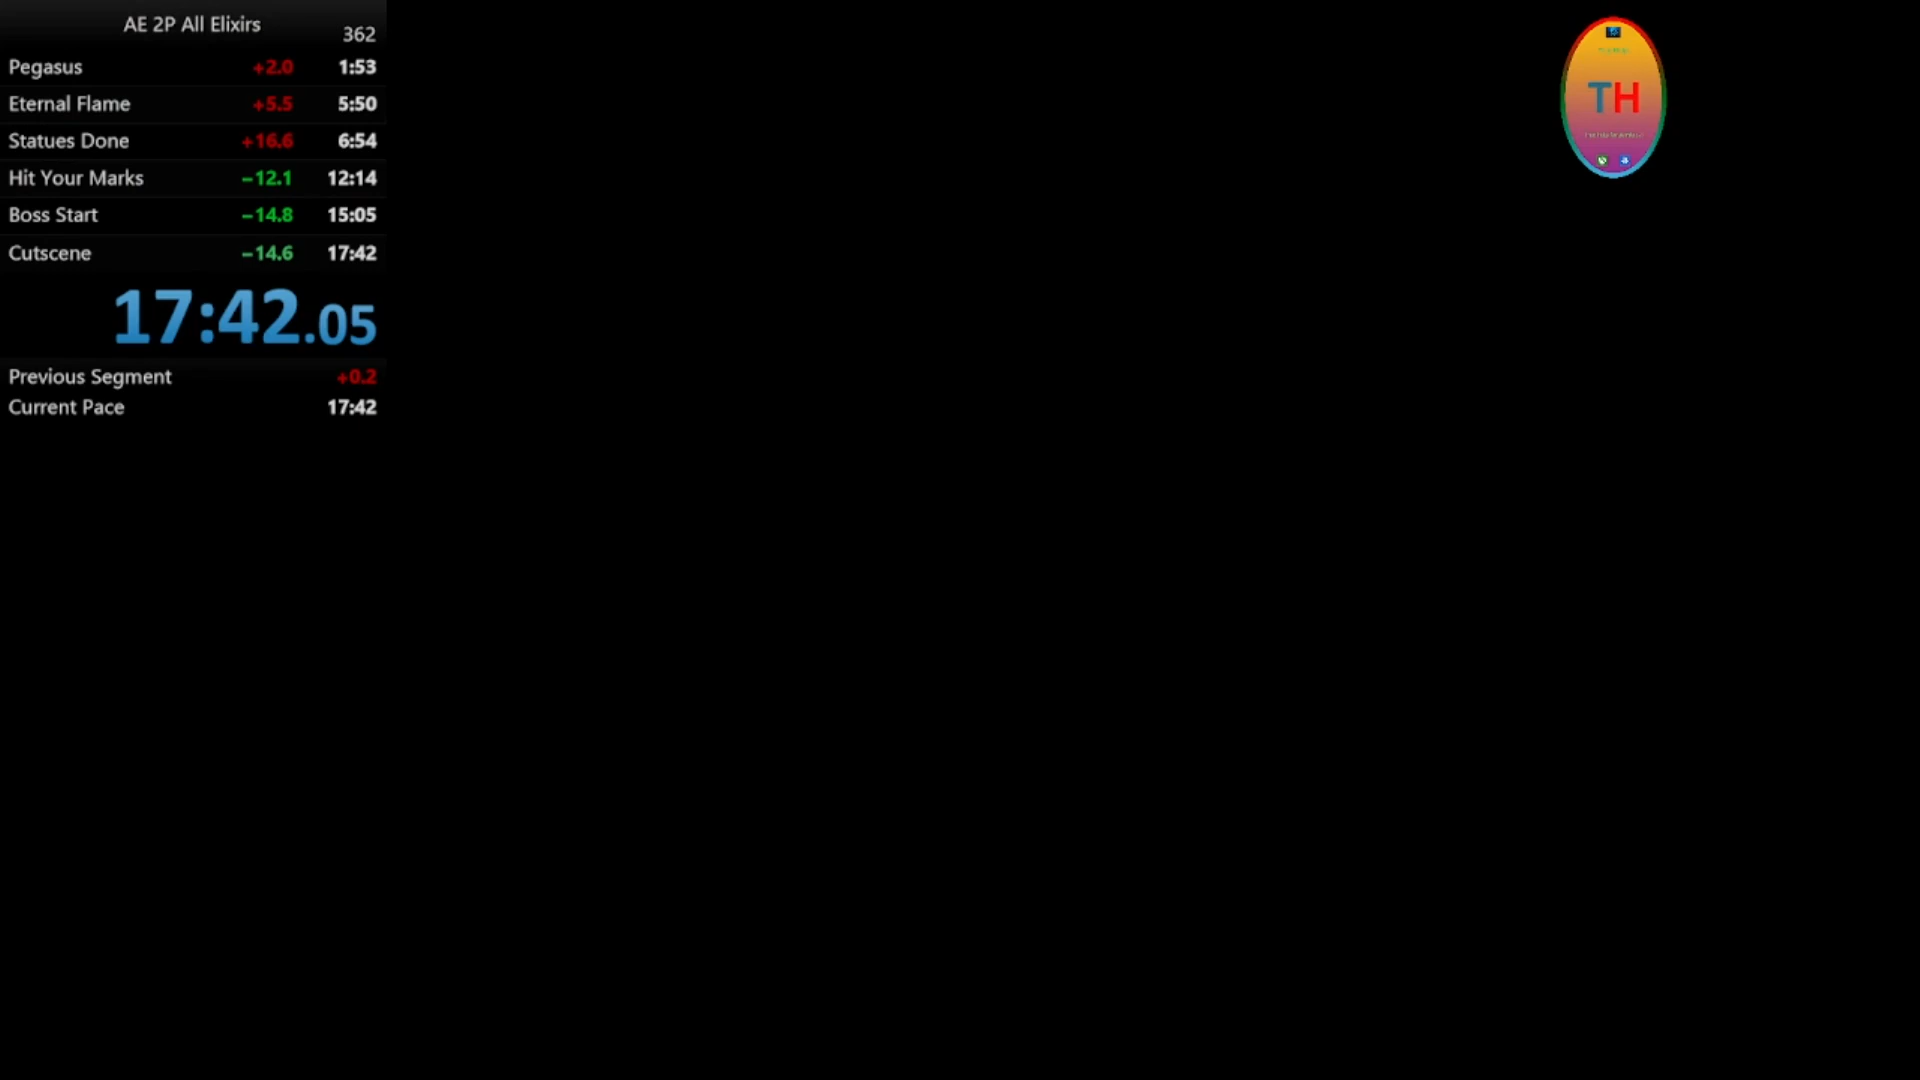 AE 2P All Elixirs
362
Pegasus +2.0 1:53
Eternal Flame +5.5 5:50
Statues Done +16.6 6:54
Hit Your Marks −12.1 12:14
Boss Start −14.8 15:05
Cutscene −14.6 17:42
17:42.05
Previous Segment +0.2
Current Pace 17:42
TH